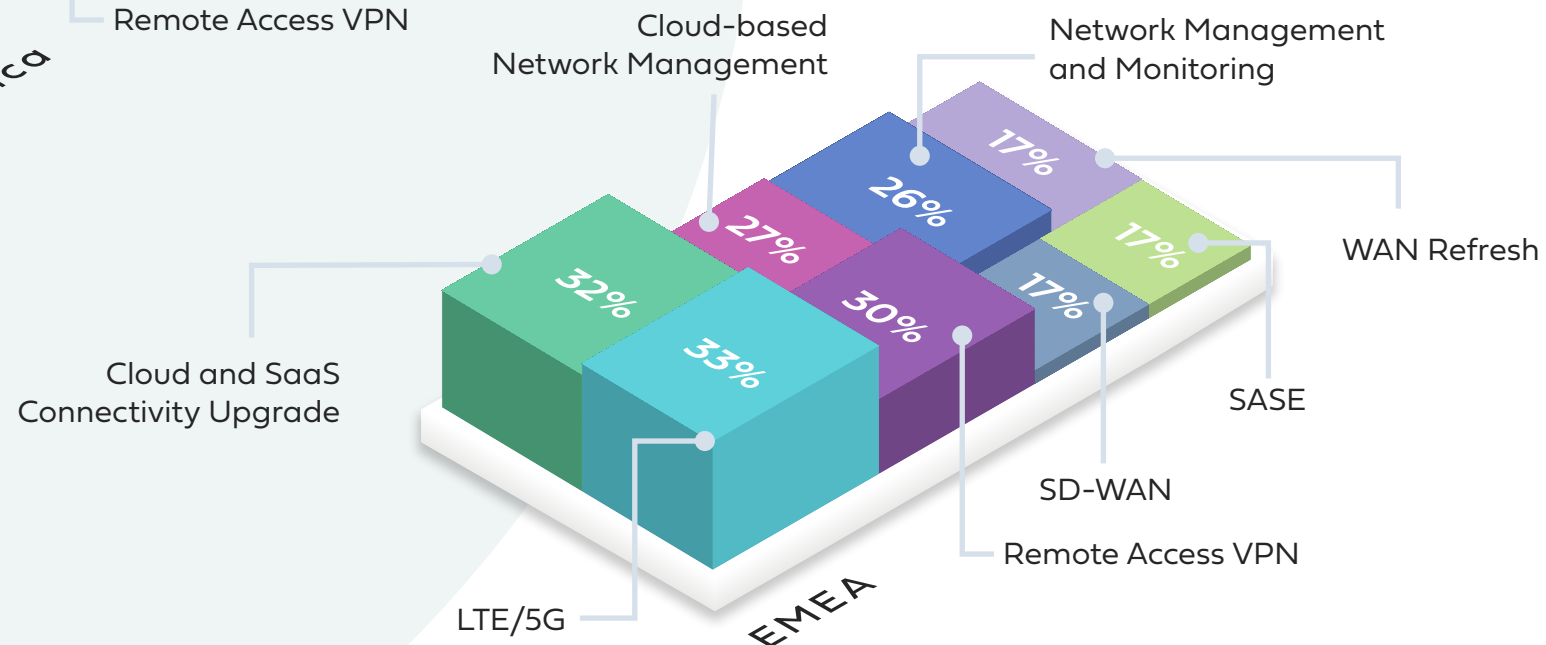 Remote Access VPN
Cloud-based
Network Management
Network Management
and Monitoring
17%
26%
27%
17%
WAN Refresh
32%
30%
17%
33%
Cloud and SaaS
Connectivity Upgrade
SASE
SD-WAN
Remote Access VPN
LTE/5G
EMEA